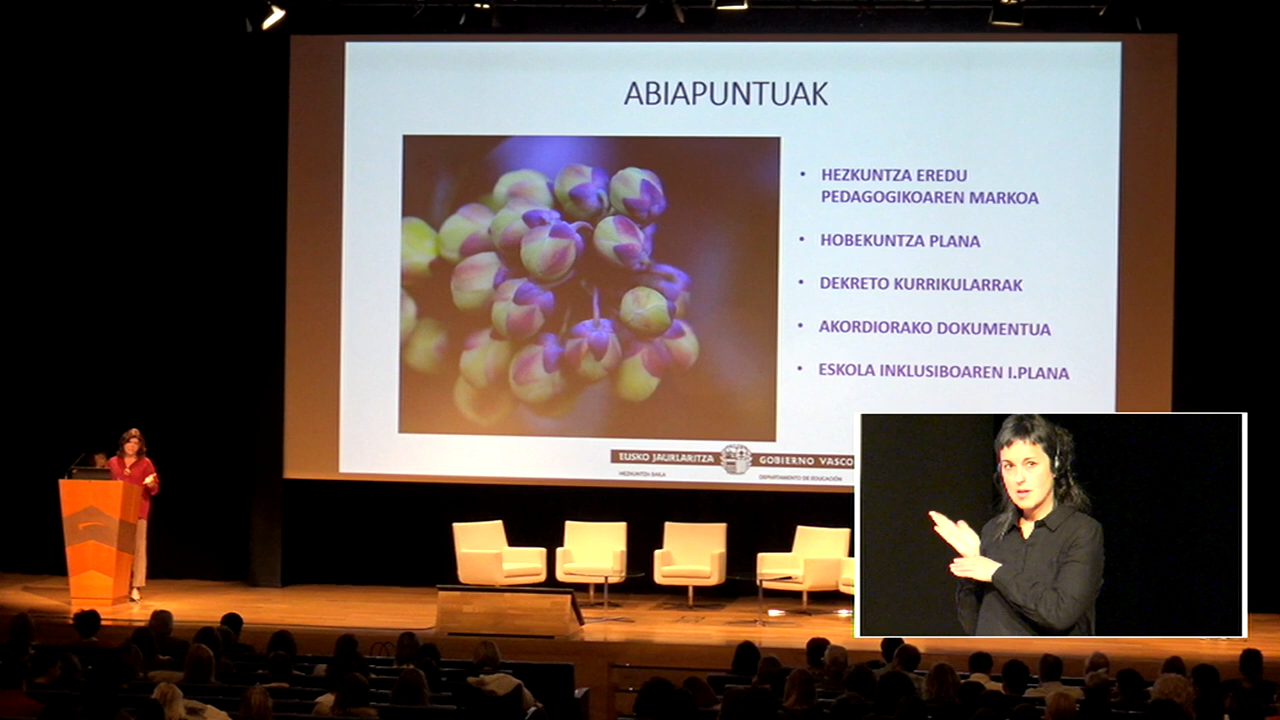 ABIAPUNTUAK
• HEZKUNTZA EREDU
PEDAGOGIKOAREN MARKOA
• HOBEKUNTZA PLANA
• DEKRETO KURRIKULARRAK
• AKORDIORAKO DOKUMENTUA
• ESKOLA INKLUSIBOAREN I.PLANA
EUSKO JAURLARITZA GOBIERNO VASCO
HEZKUNTZA SAILA DEPARTAMENTO DE EDUCACIÓN